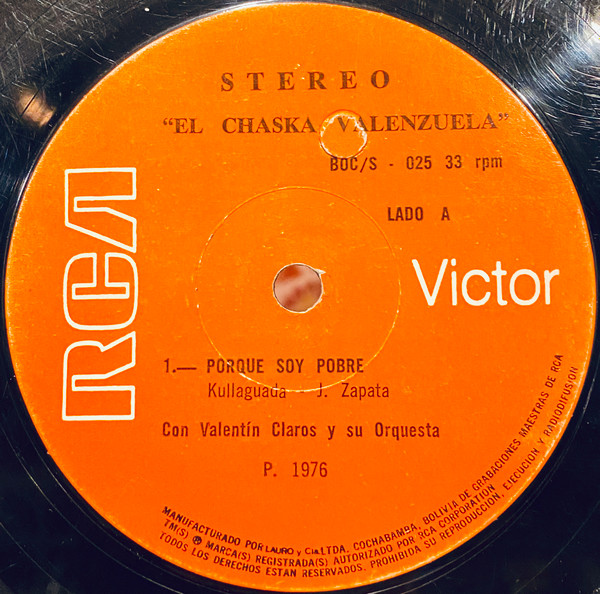 STEREO
"EL CHASKA VALENZUELA"
BOC/S - 025 33 rpm
LADO A
RCA
Victor
1.— PORQUE SOY POBRE
Kullaguada - J. Zapata
Con Valentín Claros y su Orquesta
P. 1976
MANUFACTURADO POR LAURO y Cia. LTDA. COCHABAMBA, BOLIVIA DE GRABACIONES MAESTRAS DE RCA
TM(S) ® MARCA(S) REGISTRADA(S) AUTORIZADO POR RCA CORPORATION
TODOS LOS DERECHOS ESTAN RESERVADOS. PROHIBIDA SU REPRODUCCION, EJECUCION Y RADIODIFUSION